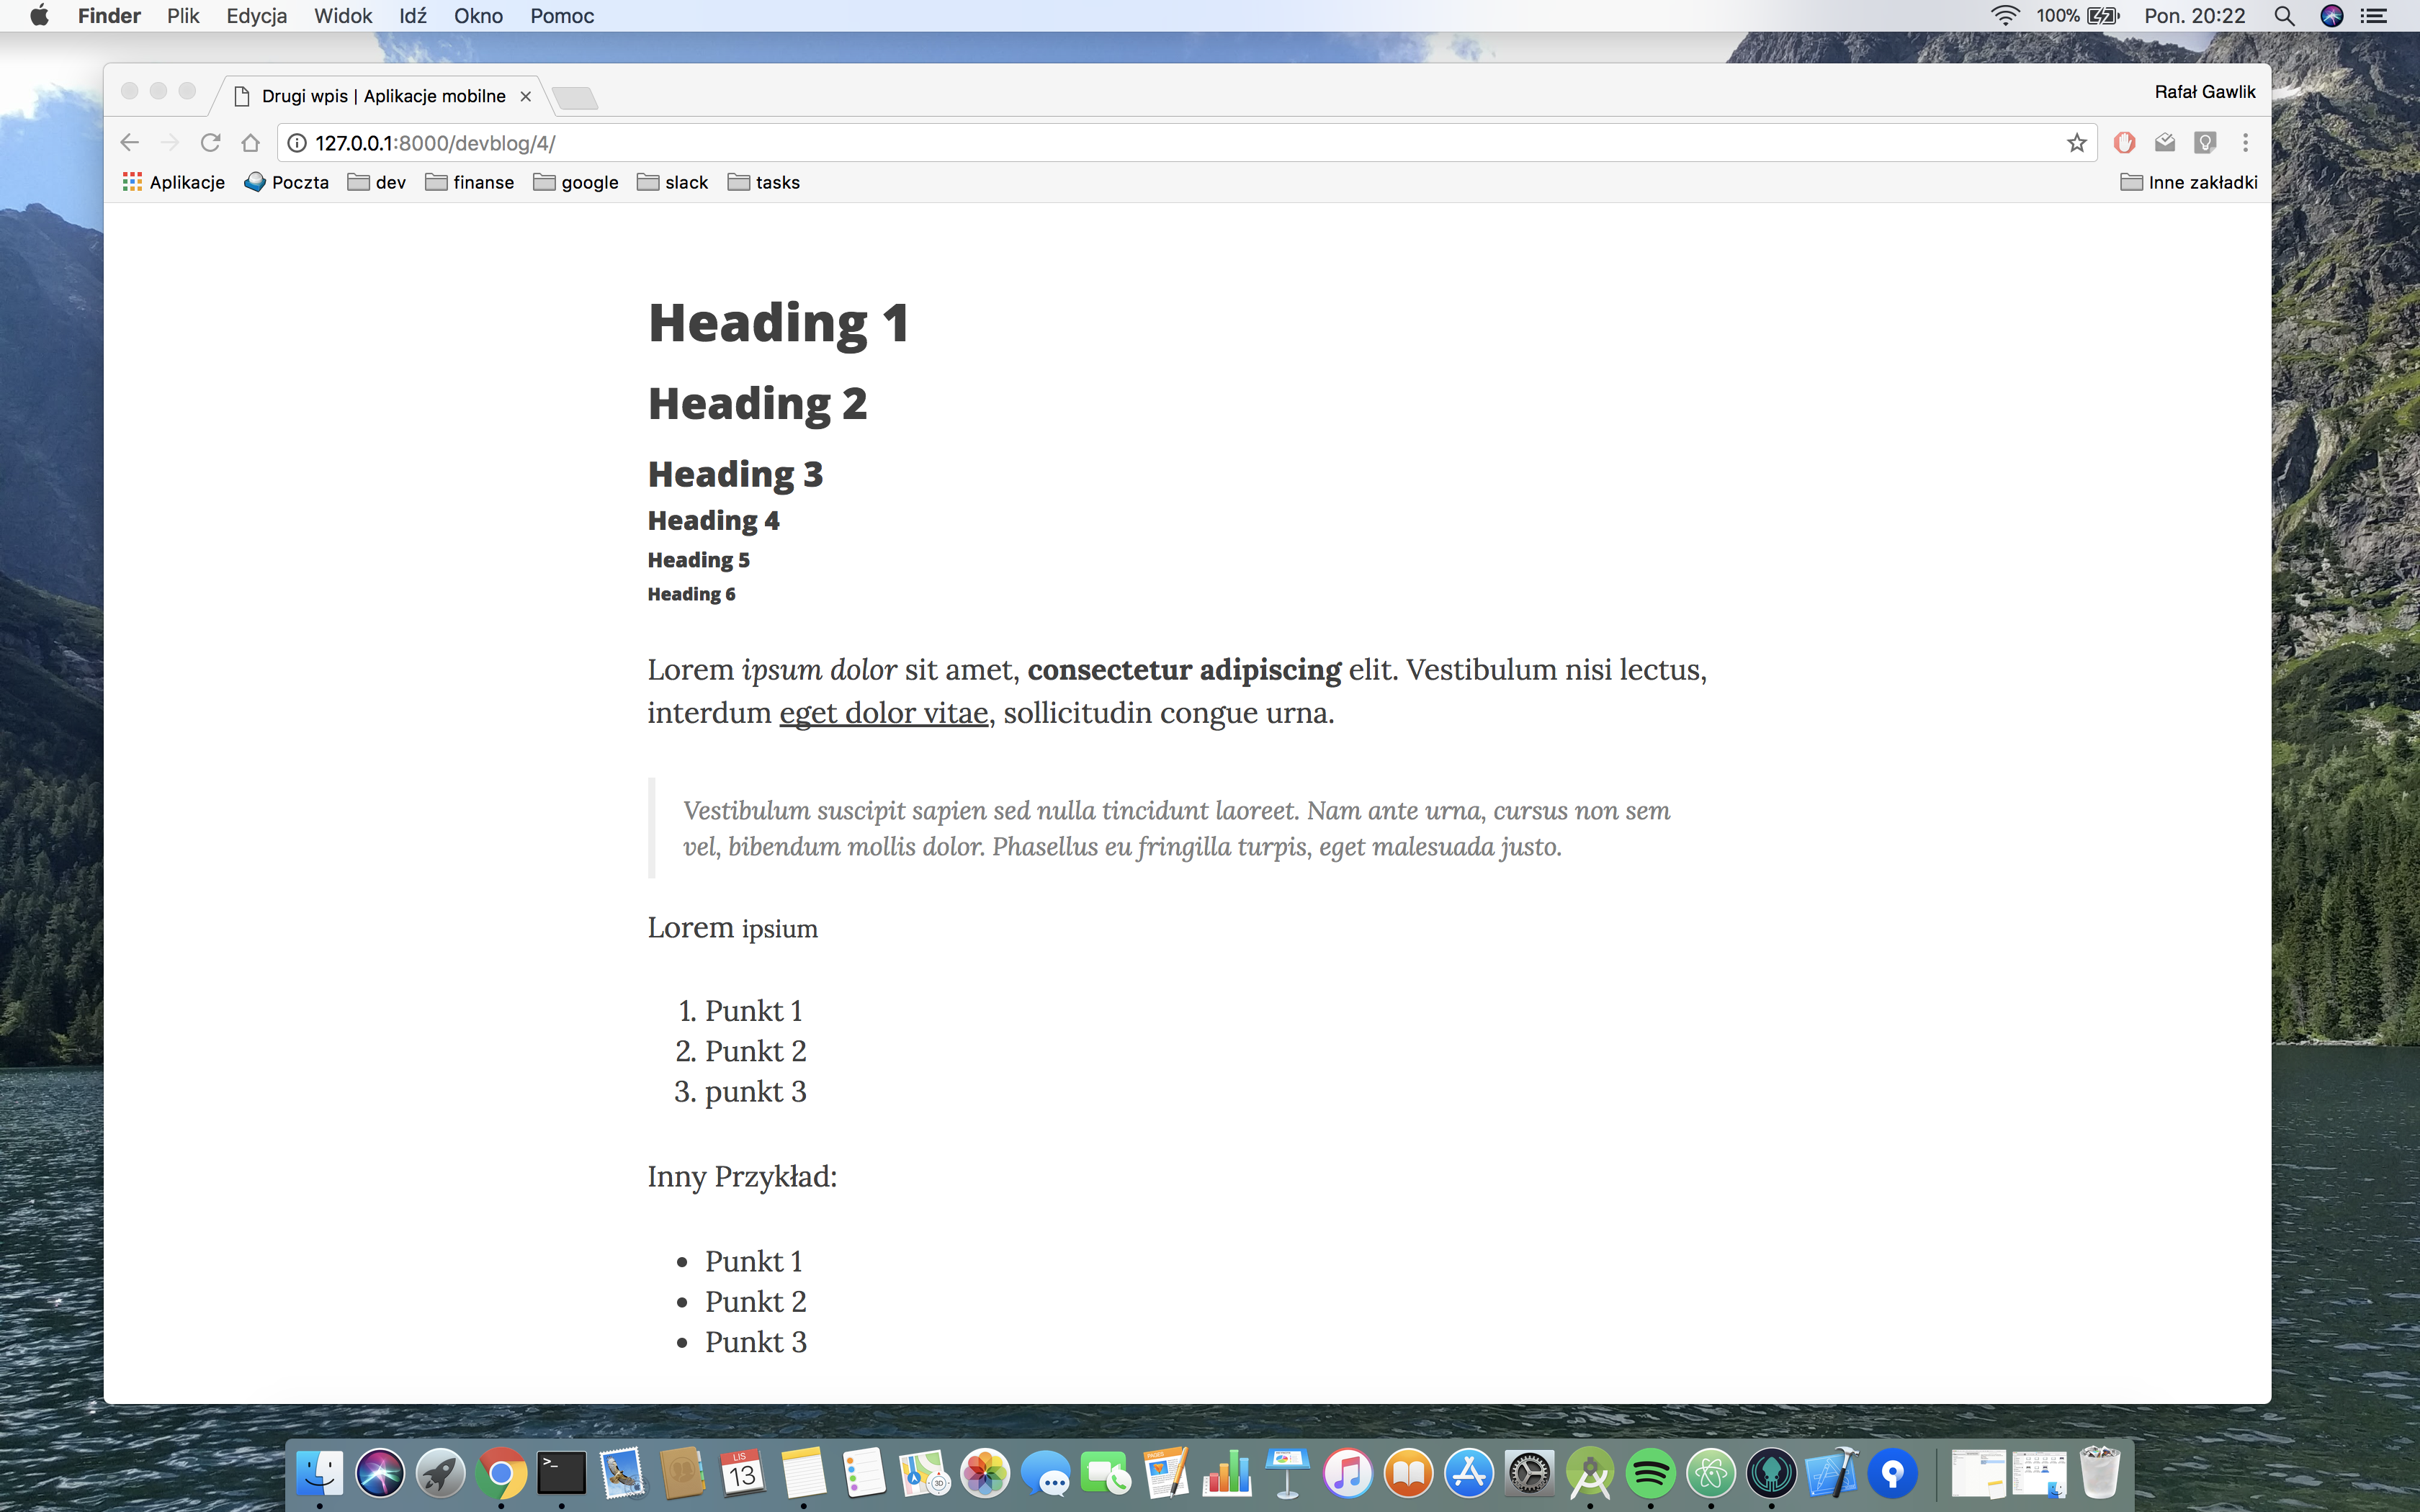 Finder Plik Edycja Widok Idź Okno Pomoc 100% Pon. 20:22
Drugi wpis | Aplikacje mobilne Rafał Gawlik
127.0.0.1:8000/devblog/4/
Aplikacje Poczta dev finanse google slack tasks Inne zakładki
Heading 1
Heading 2
Heading 3
Heading 4
Heading 5
Heading 6
Lorem ipsum dolor sit amet, consectetur adipiscing elit. Vestibulum nisi lectus,
interdum eget dolor vitae, sollicitudin congue urna.
Vestibulum suscipit sapien sed nulla tincidunt laoreet. Nam ante urna, cursus non sem
vel, bibendum mollis dolor. Phasellus eu fringilla turpis, eget malesuada justo.
Lorem ipsium
1. Punkt 1
2. Punkt 2
3. punkt 3
Inny Przykład:
• Punkt 1
• Punkt 2
• Punkt 3
LIS
13
3D
PAGES